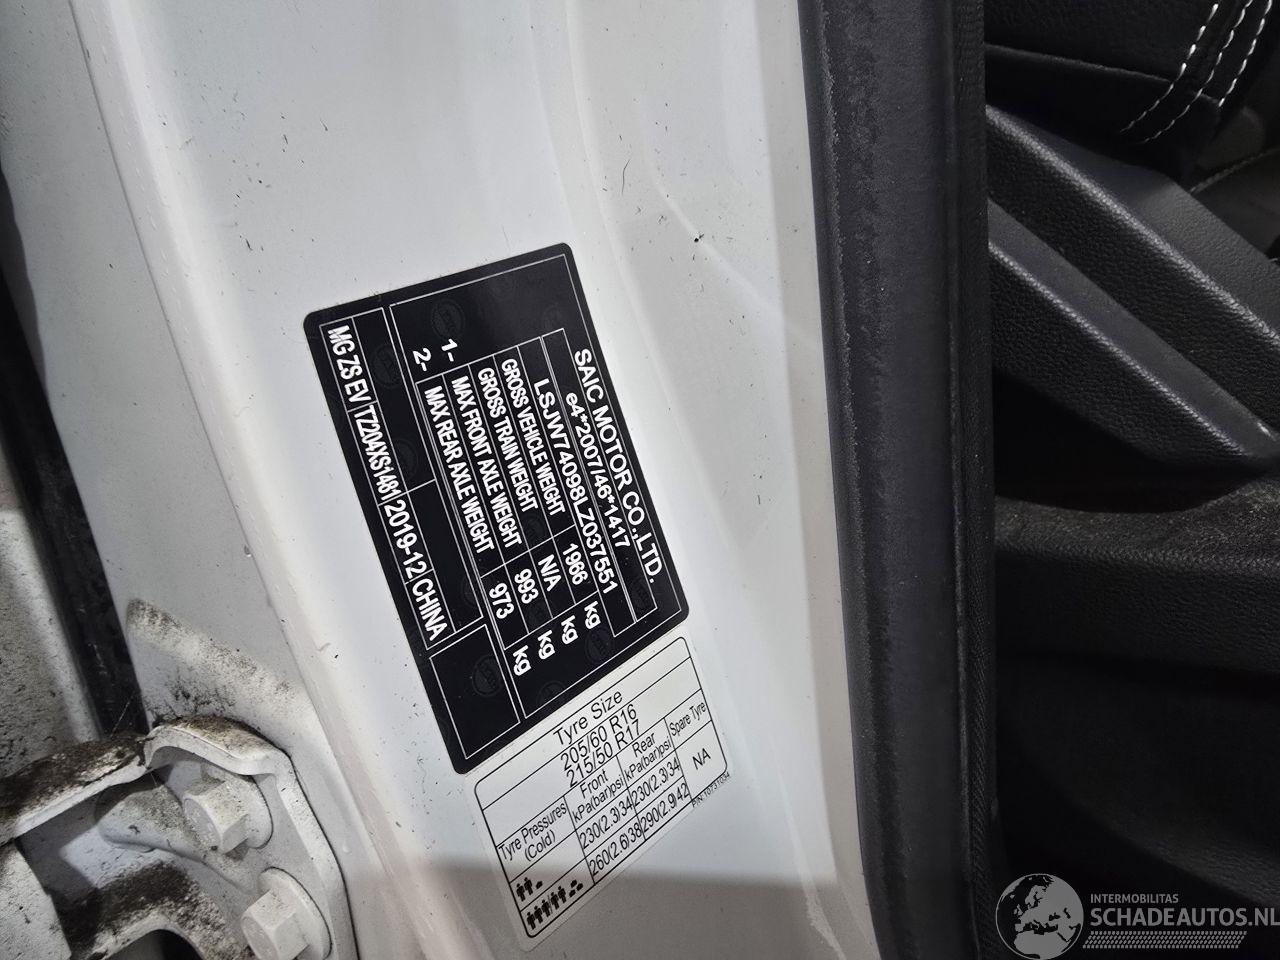 SAIC MOTOR CO.,LTD.
e4*2007/46*1417
LSJW74098LZ037551
GROSS VEHICLE WEIGHT 1966 kg
GROSS TRAIN WEIGHT N/A kg
1- MAX FRONT AXLE WEIGHT 993 kg
2- MAX REAR AXLE WEIGHT 973 kg
MG ZS EV TZ204XS1481 2019-12 CHINA
Tyre Size
205/60 R16
215/50 R17
Tyre Pressures (Cold) Front kPa(bar)psi Rear kPa(bar)psi Spare Tyre
230(2.3)34 230(2.3)34 NA
260(2.6)38 290(2.9)42
P/N:10731094
INTERMOBILITAS
SCHADEAUTOS.NL